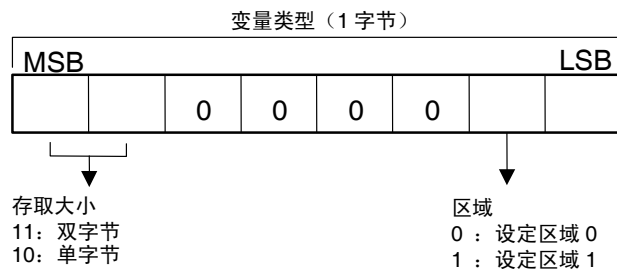 变量类型（1 字节）
MSB LSB
0 0 0 0
存取大小
11：双字节
10：单字节
区域
0 ：设定区域 0
1 ：设定区域 1